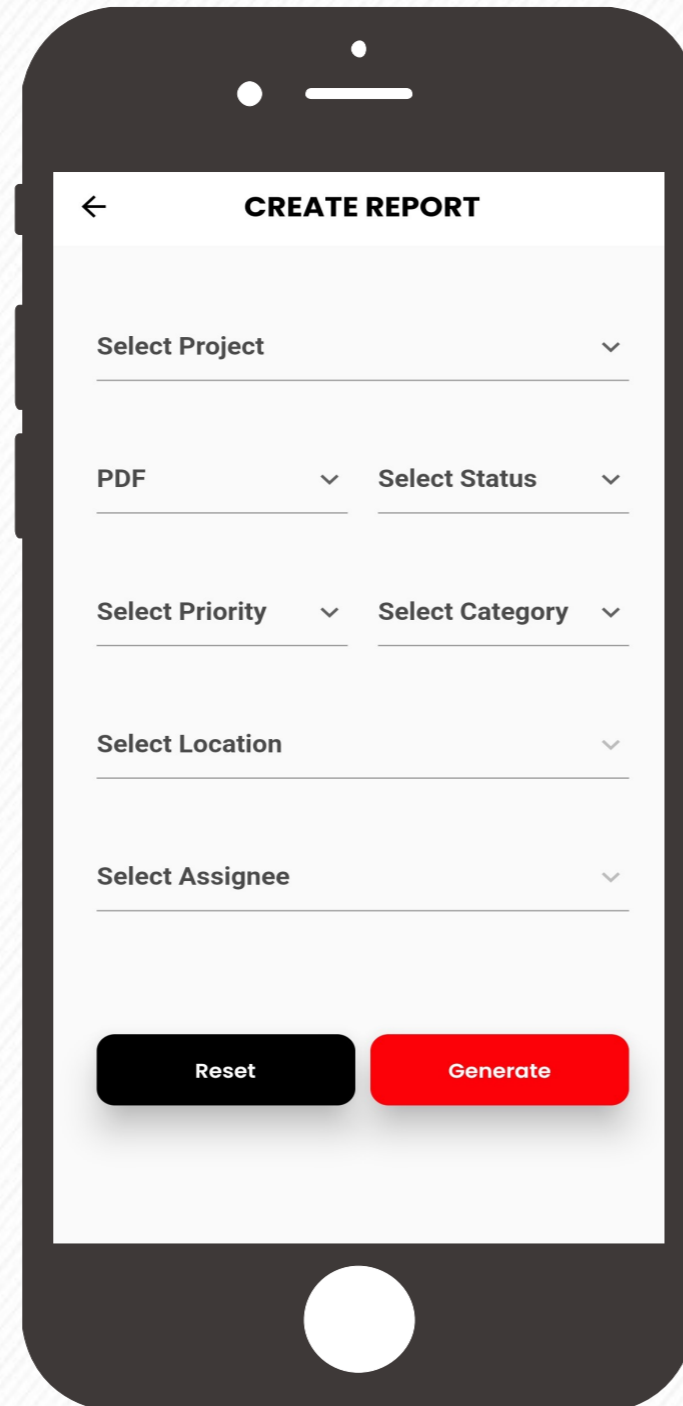 CREATE REPORT
Select Project
PDF
Select Status
Select Priority
Select Category
Select Location
Select Assignee
Reset
Generate